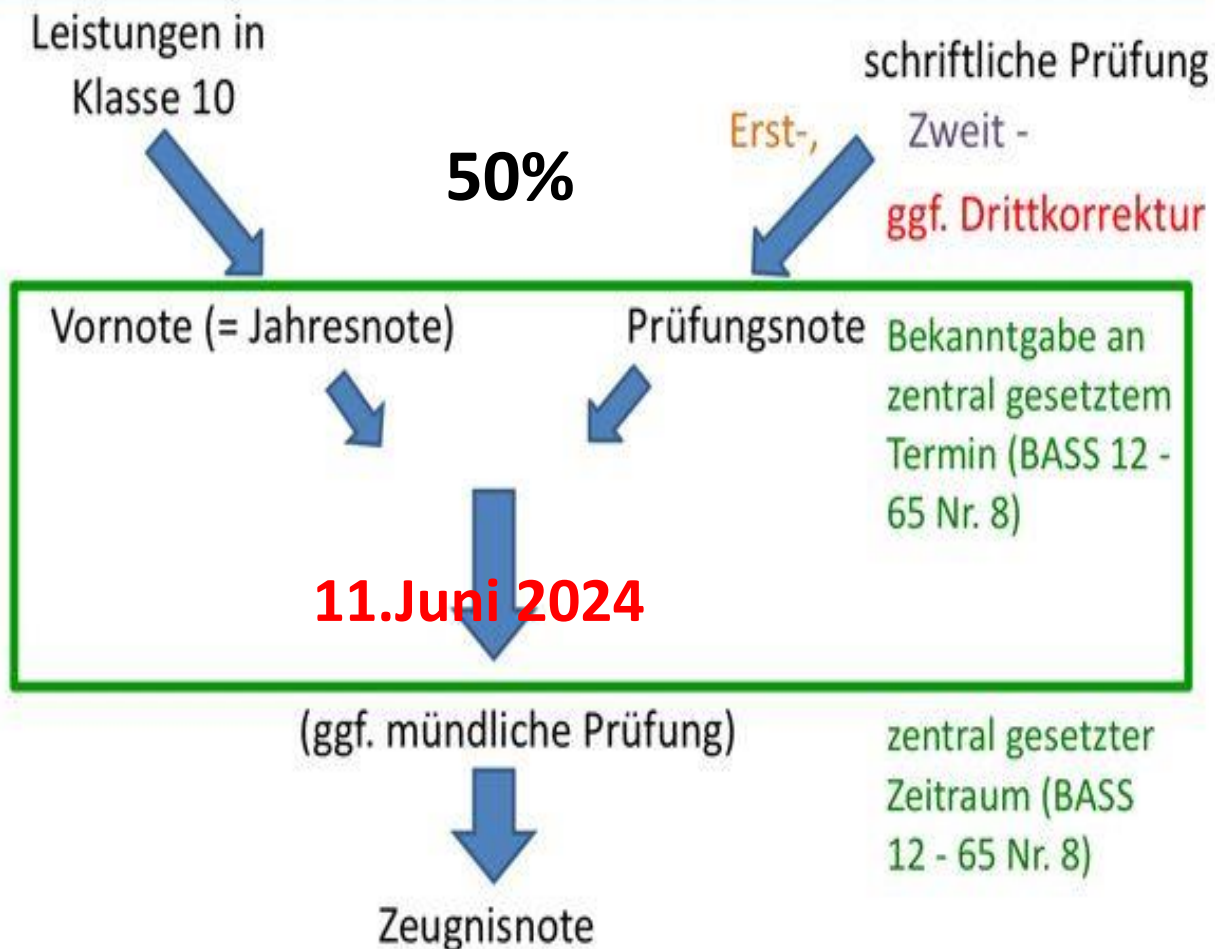 Leistungen in
Klasse 10
schriftliche Prüfung
Erst-, Zweit -
50%
ggf. Drittkorrektur
Vornote (= Jahresnote)
Prüfungsnote
Bekanntgabe an
zentral gesetztem
Termin (BASS 12 -
65 Nr. 8)
11.Juni 2024
(ggf. mündliche Prüfung)
zentral gesetzter
Zeitraum (BASS
12 - 65 Nr. 8)
Zeugnisnote